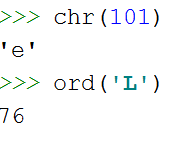 >>> chr(101)
'e'
>>> ord('L')
76